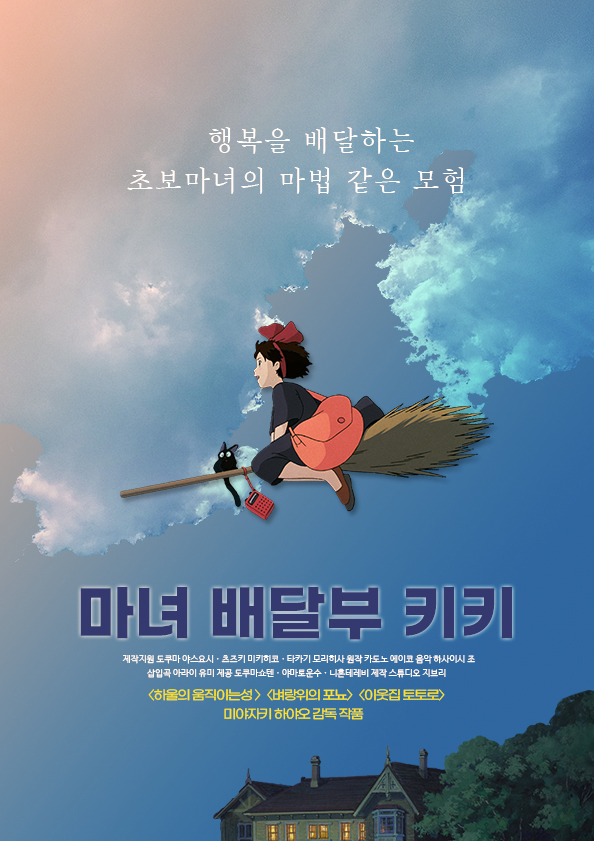 행복을 배달하는
초보마녀의 마법 같은 모험
마녀 배달부 키키
제작지원 도쿠마 야스요시 · 츠즈키 미키히코 · 타카기 모리히사 원작 카도노 에이코 음악 하사이시 조
삽입곡 아라이 유미 제공 도쿠마쇼텐 · 야마토운수 · 니혼테레비 제작 스튜디오 지브리
<하울의 움직이는성 > <벼랑위의 포뇨> <이웃집 토토로>
미야자키 하야오 감독 작품